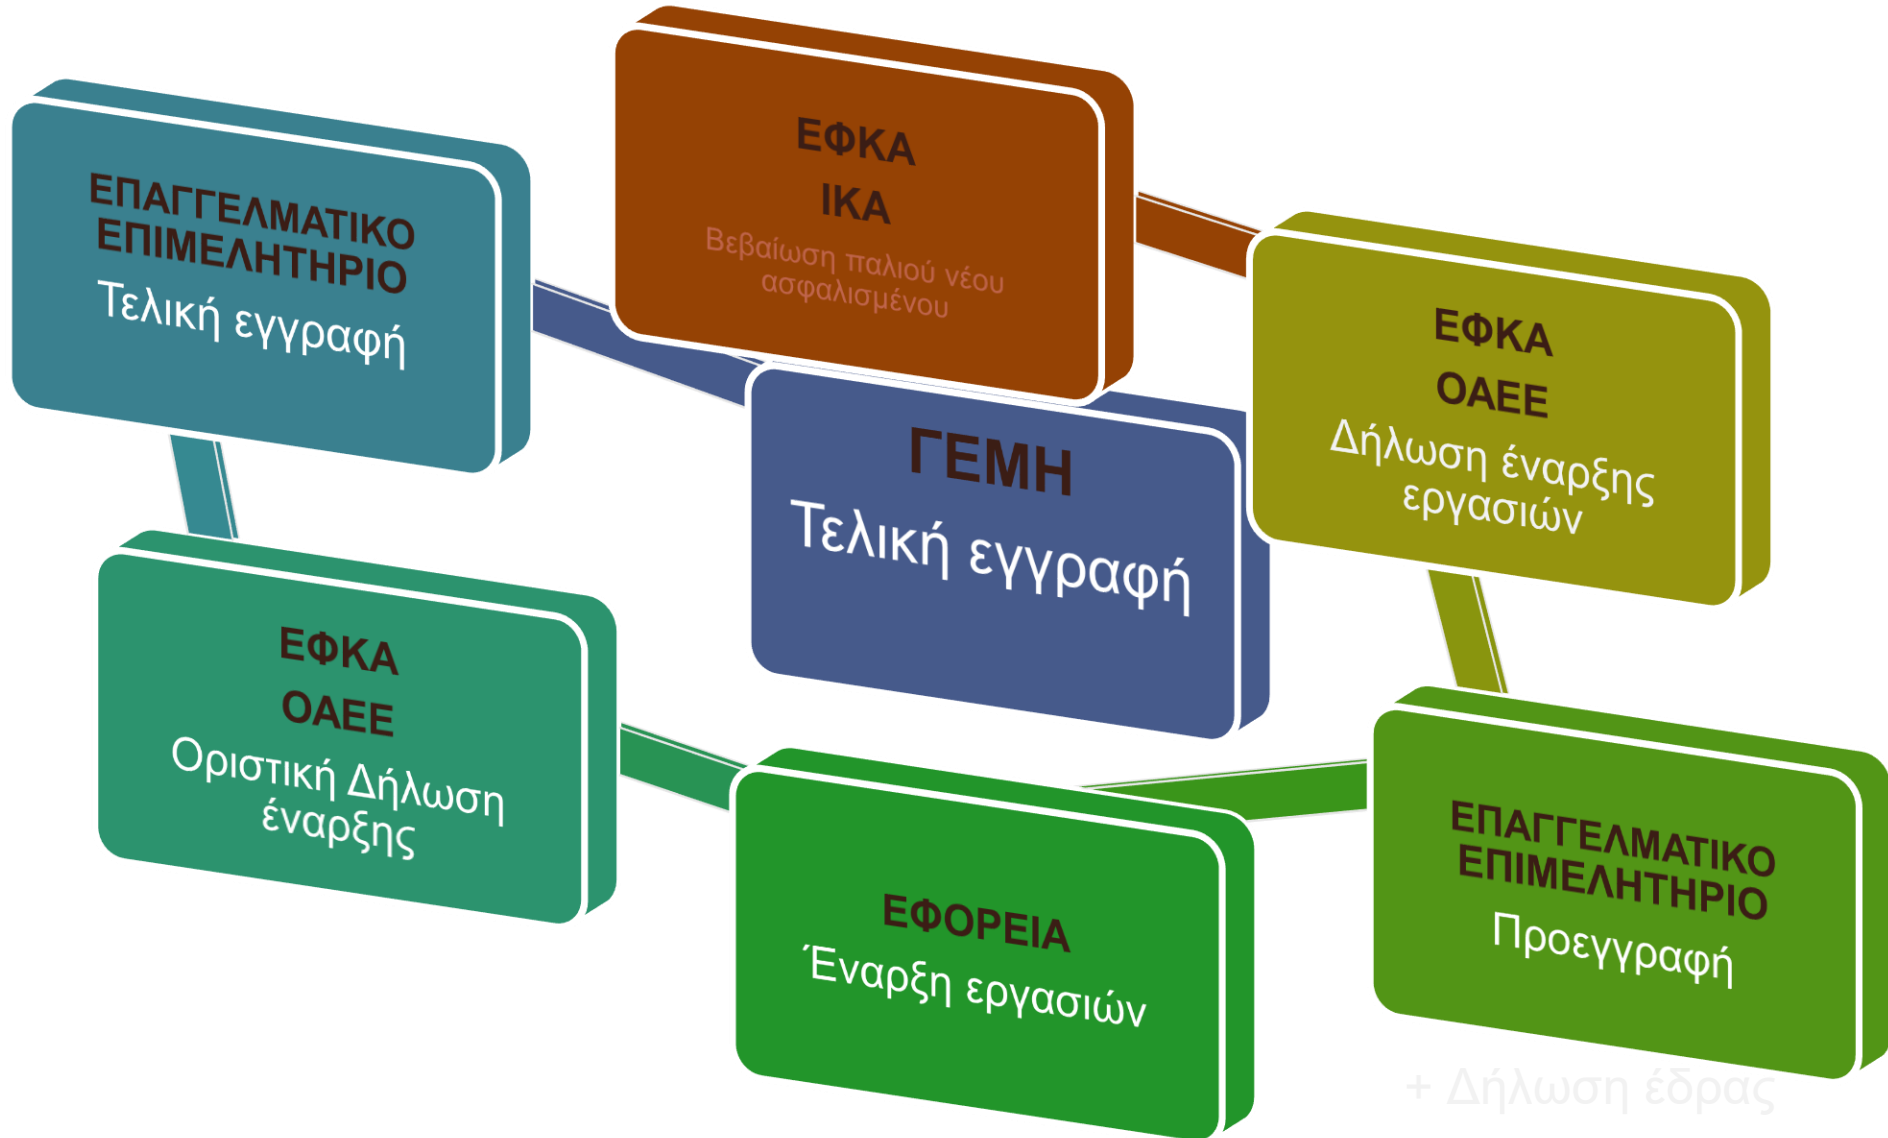 ΕΦΚΑ
ΙΚΑ
Βεβαίωση παλιού νέου
ασφαλισμένου
ΕΦΚΑ
ΟΑΕΕ
Δήλωση έναρξης
εργασιών
ΕΠΑΓΓΕΛΜΑΤΙΚΟ
ΕΠΙΜΕΛΗΤΗΡΙΟ
Προεγγραφή
+ Δήλωση έδρας
ΕΦΟΡΕΙΑ
Έναρξη εργασιών
ΕΦΚΑ
ΟΑΕΕ
Οριστική Δήλωση
έναρξης
ΕΠΑΓΓΕΛΜΑΤΙΚΟ
ΕΠΙΜΕΛΗΤΗΡΙΟ
Τελική εγγραφή
ΓΕΜΗ
Τελική εγγραφή